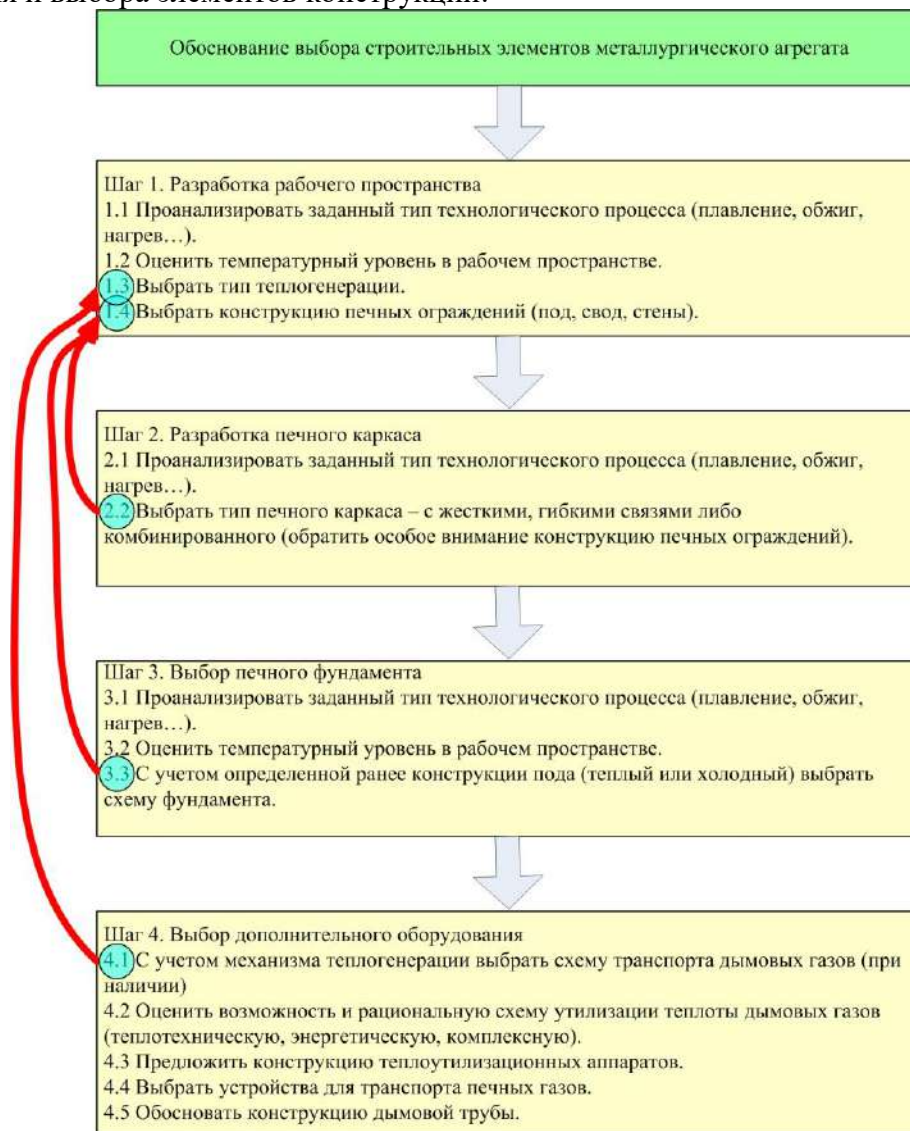 и выбора элементов конструкции.
Обоснование выбора строительных элементов металлургического агрегата
Шаг 1. Разработка рабочего пространства
1.1 Проанализировать заданный тип технологического процесса (плавление, обжиг,
нагрев…).
1.2 Оценить температурный уровень в рабочем пространстве.
1.3 Выбрать тип теплогенерации.
1.4 Выбрать конструкцию печных ограждений (под, свод, стены).
Шаг 2. Разработка печного каркаса
2.1 Проанализировать заданный тип технологического процесса (плавление, обжиг,
нагрев…).
2.2 Выбрать тип печного каркаса – с жесткими, гибкими связями либо
комбинированного (обратить особое внимание конструкцию печных ограждений).
Шаг 3. Выбор печного фундамента
3.1 Проанализировать заданный тип технологического процесса (плавление, обжиг,
нагрев…).
3.2 Оценить температурный уровень в рабочем пространстве.
3.3 С учетом определенной ранее конструкции пода (теплый или холодный) выбрать
схему фундамента.
Шаг 4. Выбор дополнительного оборудования
4.1 С учетом механизма теплогенерации выбрать схему транспорта дымовых газов (при
наличии)
4.2 Оценить возможность и рациональную схему утилизации теплоты дымовых газов
(теплотехническую, энергетическую, комплексную).
4.3 Предложить конструкцию теплоутилизационных аппаратов.
4.4 Выбрать устройства для транспорта печных газов.
4.5 Обосновать конструкцию дымовой трубы.